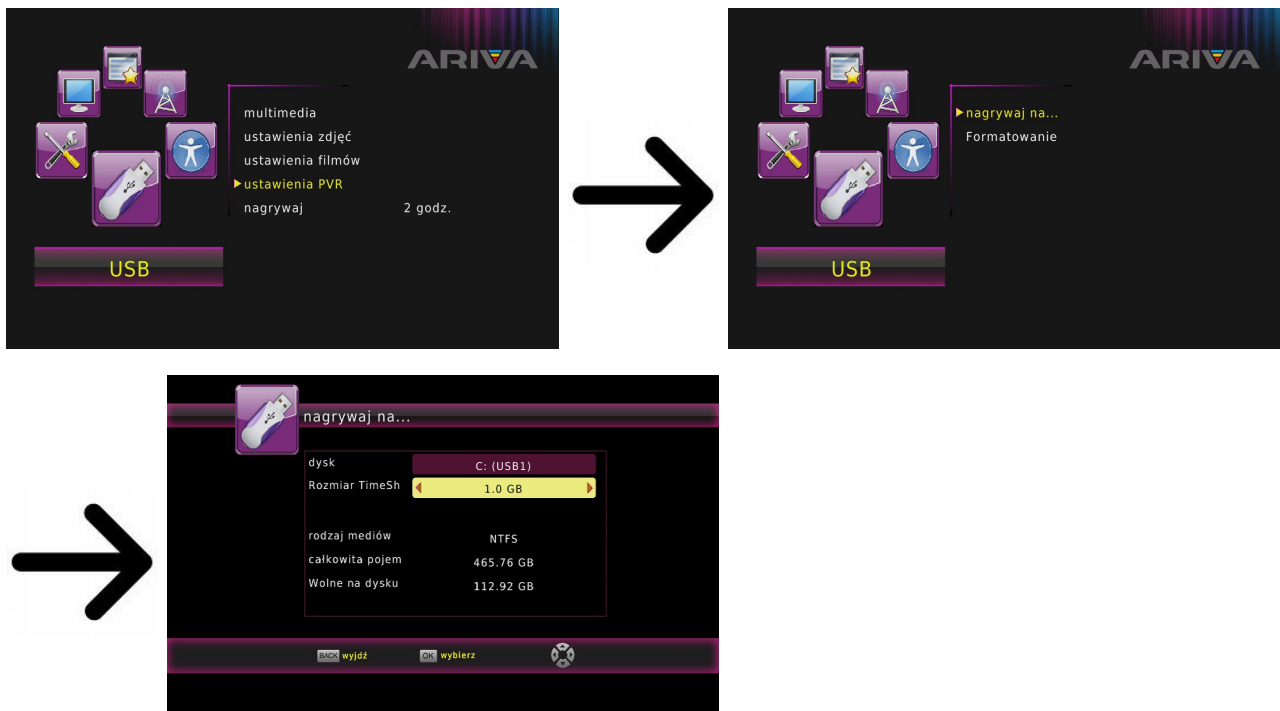 ARIVA
multimedia
ustawienia zdjęć
ustawienia filmów
ustawienia PVR
nagrywaj 2 godz.
USB
ARIVA
nagrywaj na...
Formatowanie
USB
nagrywaj na...
dysk C: (USB1)
Rozmiar TimeSh 1.0 GB
rodzaj mediów NTFS
całkowita pojem 465.76 GB
Wolne na dysku 112.92 GB
BACK wyjdź OK wybierz